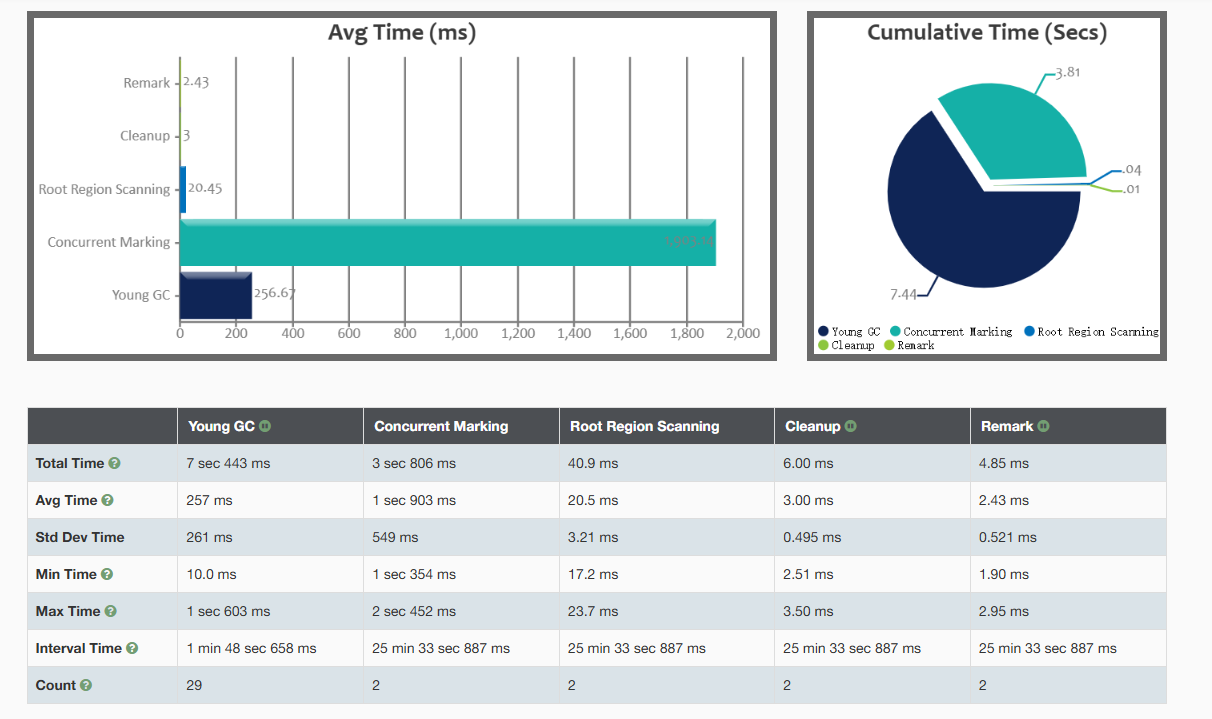 Avg Time (ms)
Remark 2.43
Cleanup 3
Root Region Scanning 20.45
Concurrent Marking
Young GC 256.67
0 200 400 600 800 1,000 1,200 1,400 1,600 1,800 2,000
Cumulative Time (Secs)
3.81
.04
.01
7.44
Young GC Concurrent Marking Root Region Scanning
Cleanup Remark
Young GC Concurrent Marking Root Region Scanning Cleanup Remark
Total Time 7 sec 443 ms 3 sec 806 ms 40.9 ms 6.00 ms 4.85 ms
Avg Time 257 ms 1 sec 903 ms 20.5 ms 3.00 ms 2.43 ms
Std Dev Time 261 ms 549 ms 3.21 ms 0.495 ms 0.521 ms
Min Time 10.0 ms 1 sec 354 ms 17.2 ms 2.51 ms 1.90 ms
Max Time 1 sec 603 ms 2 sec 452 ms 23.7 ms 3.50 ms 2.95 ms
Interval Time 1 min 48 sec 658 ms 25 min 33 sec 887 ms 25 min 33 sec 887 ms 25 min 33 sec 887 ms 25 min 33 sec 887 ms
Count 29 2 2 2 2